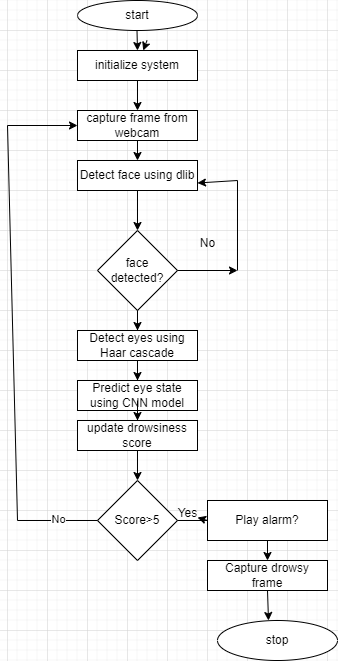 start
initialize system
capture frame from
webcam
Detect face using dlib
No
face
detected?
Detect eyes using
Haar cascade
Predict eye state
using CNN model
update drowsiness
score
No
Score>5
Yes
Play alarm?
Capture drowsy
frame
stop